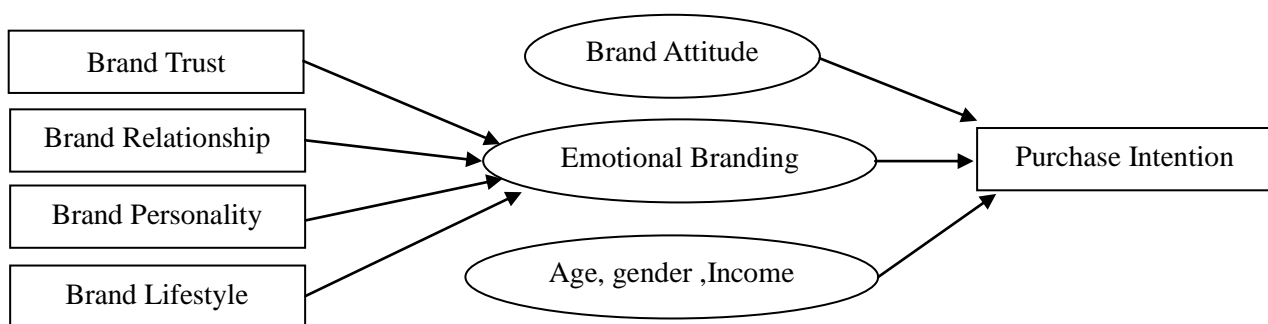 Brand Trust
Brand Relationship
Brand Personality
Brand Lifestyle
Brand Attitude
Emotional Branding
Age, gender ,Income
Purchase Intention